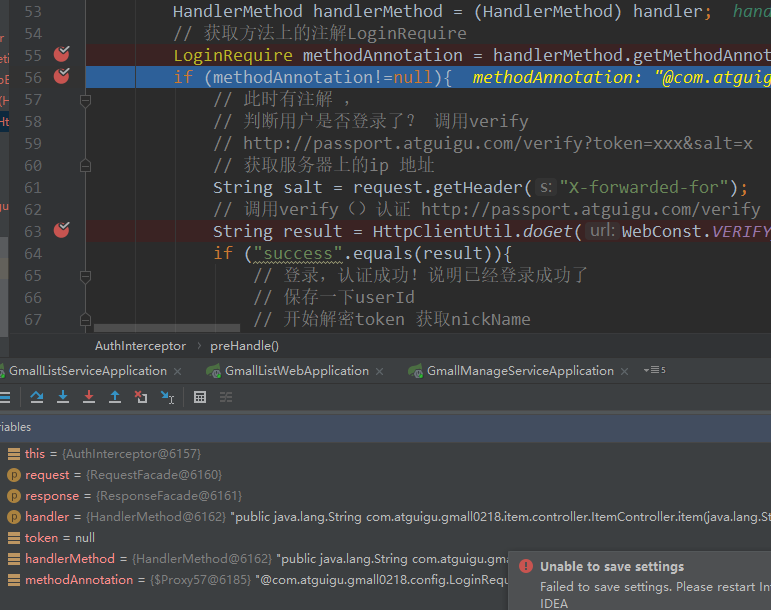 53 HandlerMethod handlerMethod = (HandlerMethod) handler; hand
54 // 获取方法上的注解LoginRequire
55 LoginRequire methodAnnotation = handlerMethod.getMethodAnnot
56 if (methodAnnotation!=null){ methodAnnotation: "@com.atguig
57 // 此时有注解 ，
58 // 判断用户是否登录了？ 调用verify
59 // http://passport.atguigu.com/verify?token=xxx&salt=x
60 // 获取服务器上的ip 地址
61 String salt = request.getHeader( s: "X-forwarded-for");
62 // 调用verify（）认证 http://passport.atguigu.com/verify
63 String result = HttpClientUtil.doGet( url: WebConst.VERIFY
64 if ("success".equals(result)){
65 // 登录，认证成功！说明已经登录成功了
66 // 保存一下userId
67 // 开始解密token 获取nickName
AuthInterceptor › preHandle()
GmallListServiceApplication × GmallListWebApplication × GmallManageServiceApplication × 5
iables
this = {AuthInterceptor@6157}
request = {RequestFacade@6160}
response = {ResponseFacade@6161}
handler = {HandlerMethod@6162} "public java.lang.String com.atguigu.gmall0218.item.controller.ItemController.item(java.lang.St
token = null
handlerMethod = {HandlerMethod@6162} "public java.lang.String com.atguigu.gma
methodAnnotation = {$Proxy57@6185} "@com.atguigu.gmall0218.config.LoginRequ
Unable to save settings
Failed to save settings. Please restart Int
IDEA